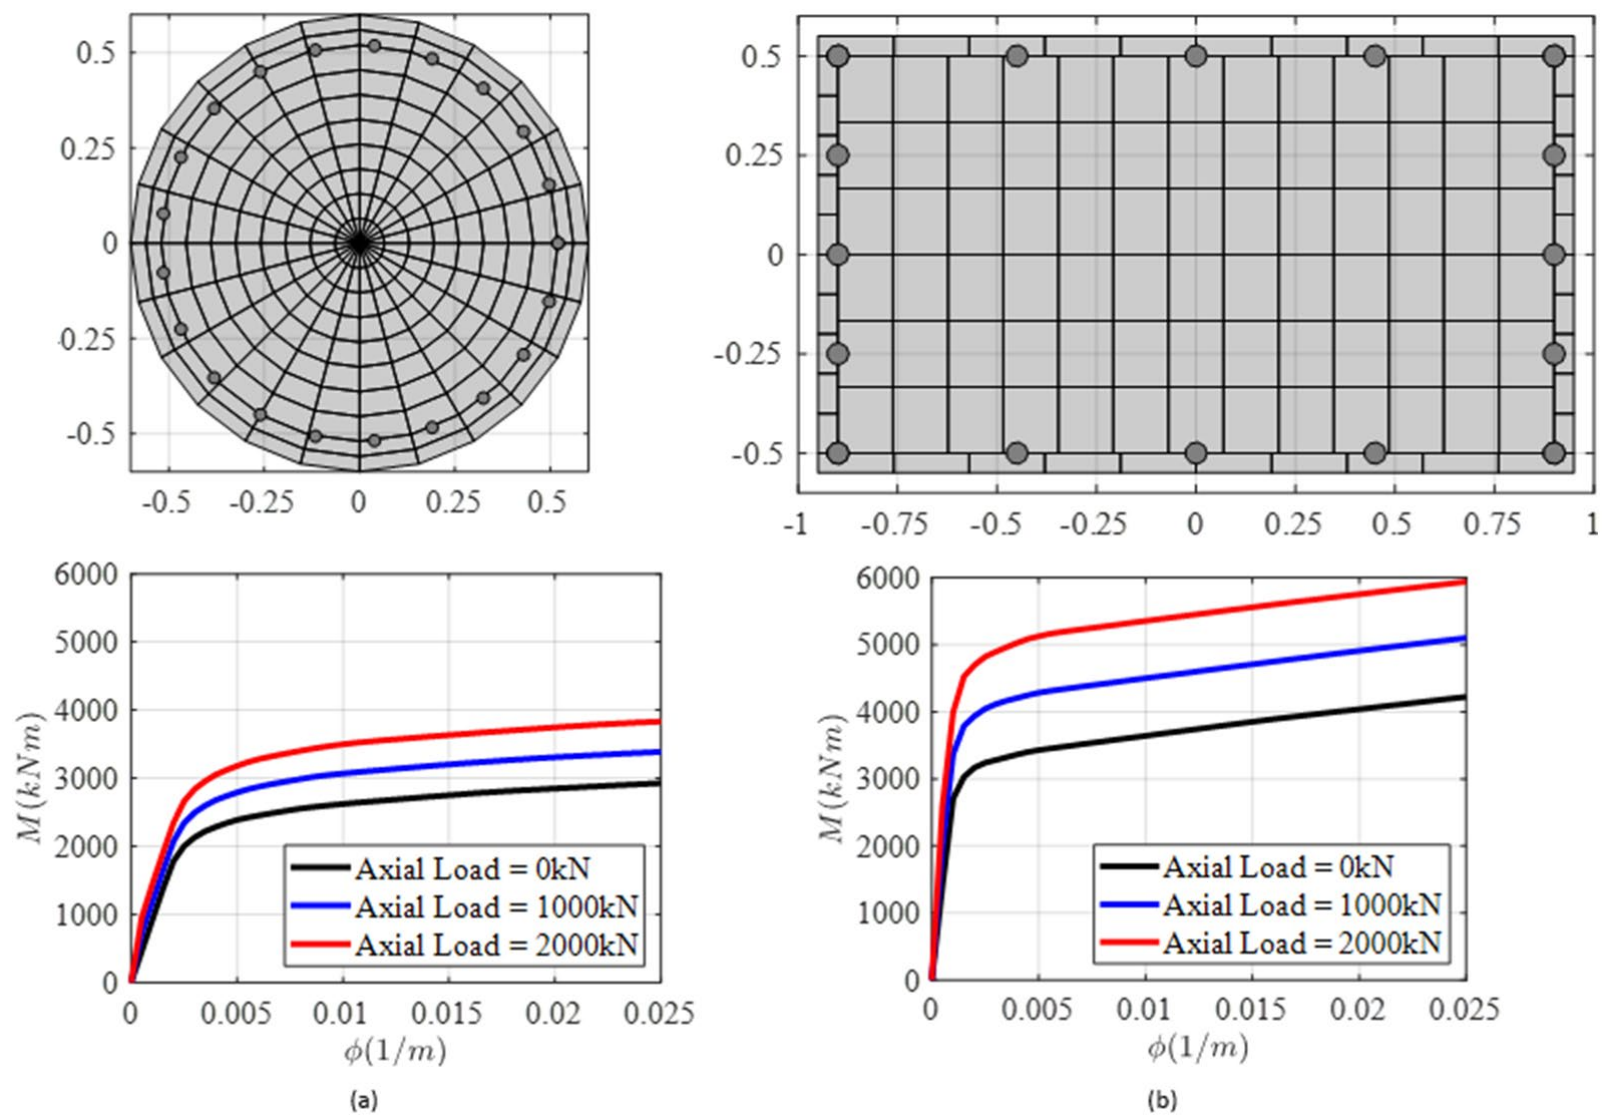 0.5
0.25
0
-0.25
-0.5
-0.5 -0.25 0 0.25 0.5
0.5
0.25
0
-0.25
-0.5
-1 -0.75 -0.5 -0.25 0 0.25 0.5 0.75 1
6000
5000
4000
3000
2000
1000
0
M(kNm)
Axial Load = 0kN
Axial Load = 1000kN
Axial Load = 2000kN
0 0.005 0.01 0.015 0.02 0.025
ϕ(1/m)
(a)
6000
5000
4000
3000
2000
1000
0
M(kNm)
Axial Load = 0kN
Axial Load = 1000kN
Axial Load = 2000kN
0 0.005 0.01 0.015 0.02 0.025
ϕ(1/m)
(b)